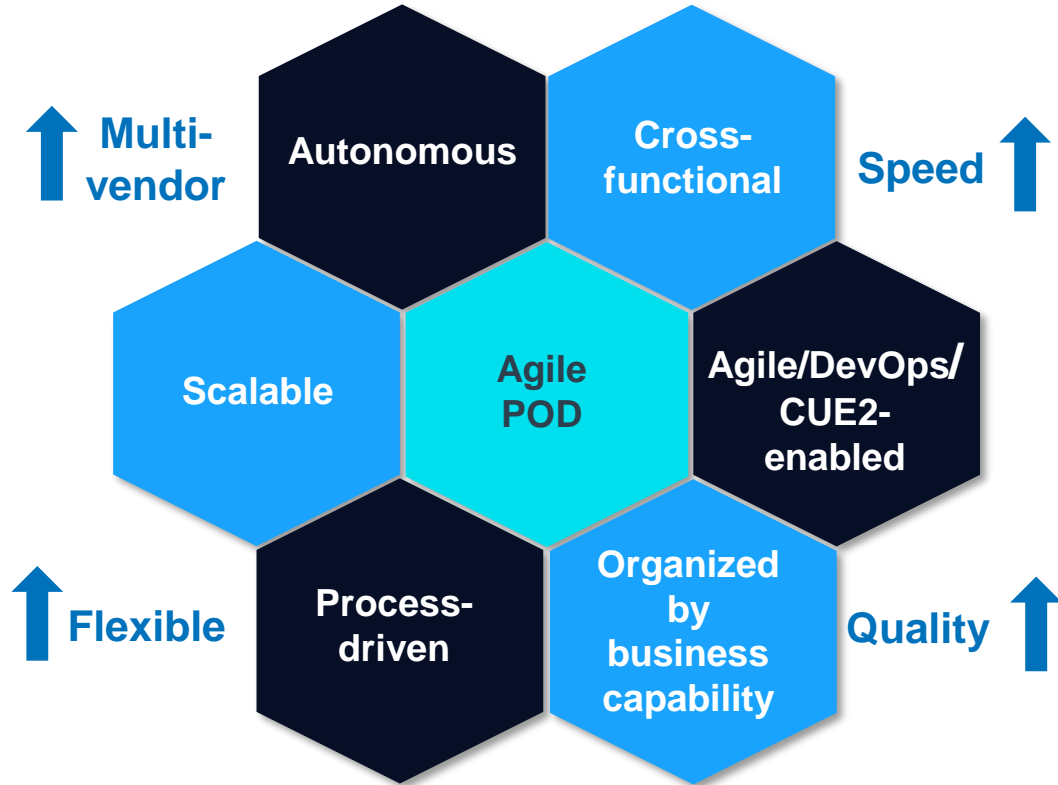 Multi-
vendor
Autonomous
Cross-
functional
Speed
Scalable
Agile
POD
Agile/DevOps/
CUE2-
enabled
Flexible
Process-
driven
Organized
by
business
capability
Quality